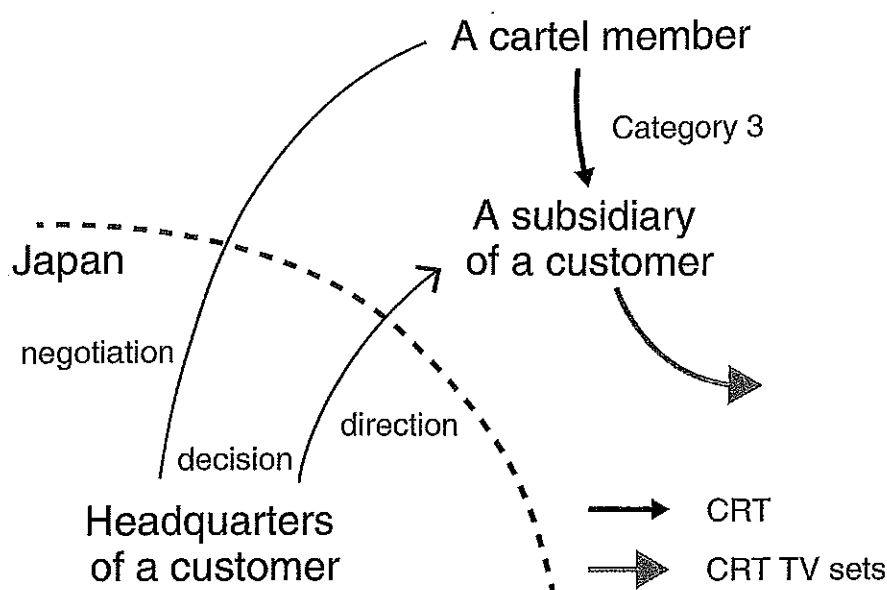 A cartel member
Category 3
A subsidiary
of a customer
Japan
negotiation
direction
decision
Headquarters
of a customer
CRT
CRT TV sets